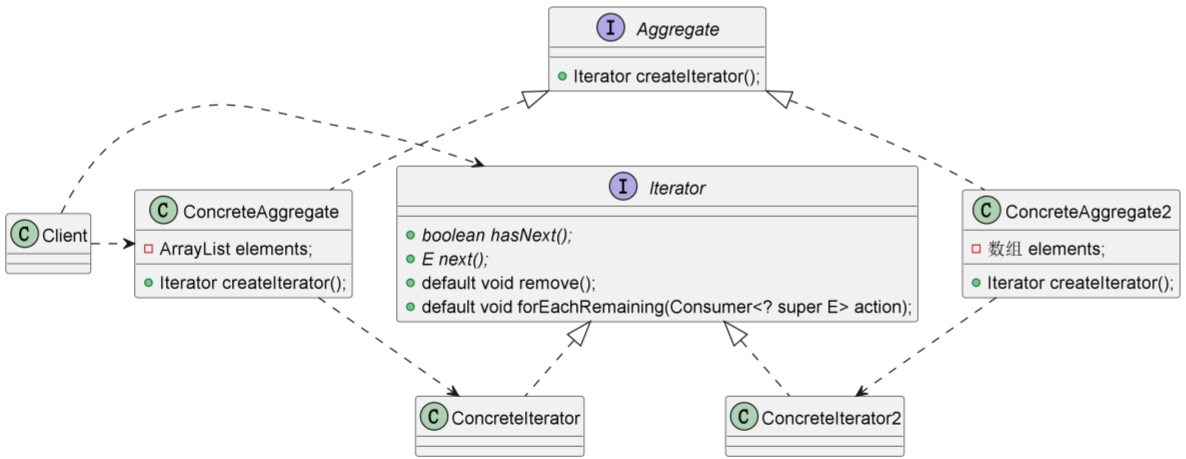 I Aggregate
Iterator createIterator();
I Iterator
boolean hasNext();
E next();
default void remove();
default void forEachRemaining(Consumer<? super E> action);
C Client
C ConcreteAggregate
ArrayList elements;
Iterator createIterator();
C ConcreteAggregate2
数组 elements;
Iterator createIterator();
C ConcreteIterator
C ConcreteIterator2